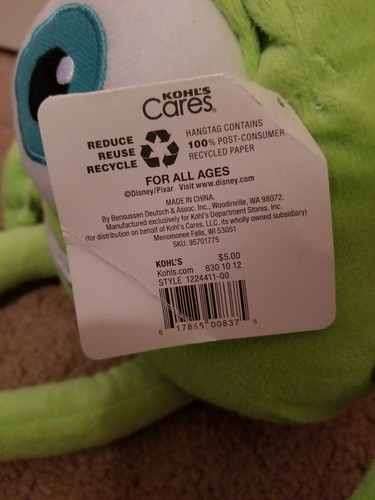 KOHL'S
Cares®
REDUCE
REUSE
RECYCLE
HANGTAG CONTAINS
100% POST-CONSUMER
RECYCLED PAPER
FOR ALL AGES
©Disney/Pixar Visit www.disney.com
MADE IN CHINA.
By Bensussen Deutsch & Assoc. Inc., Woodinville, WA 98072.
Manufactured exclusively for Kohl's Department Stores, Inc.
(for distribution on behalf of Kohl's Cares, LLC, its wholly owned subsidiary)
Menomonee Falls, WI 53051
SKU: 95701775
KOHL'S $5.00
Kohls.com 830 10 12
STYLE 1224411-00
6 17885 00837 5